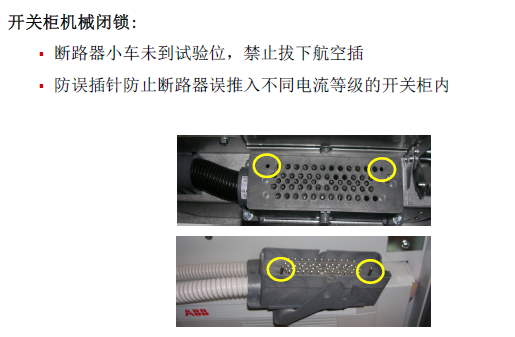 开关柜机械闭锁:
断路器小车未到试验位，禁止拔下航空插
防误插针防止断路器误推入不同电流等级的开关柜内
ABB